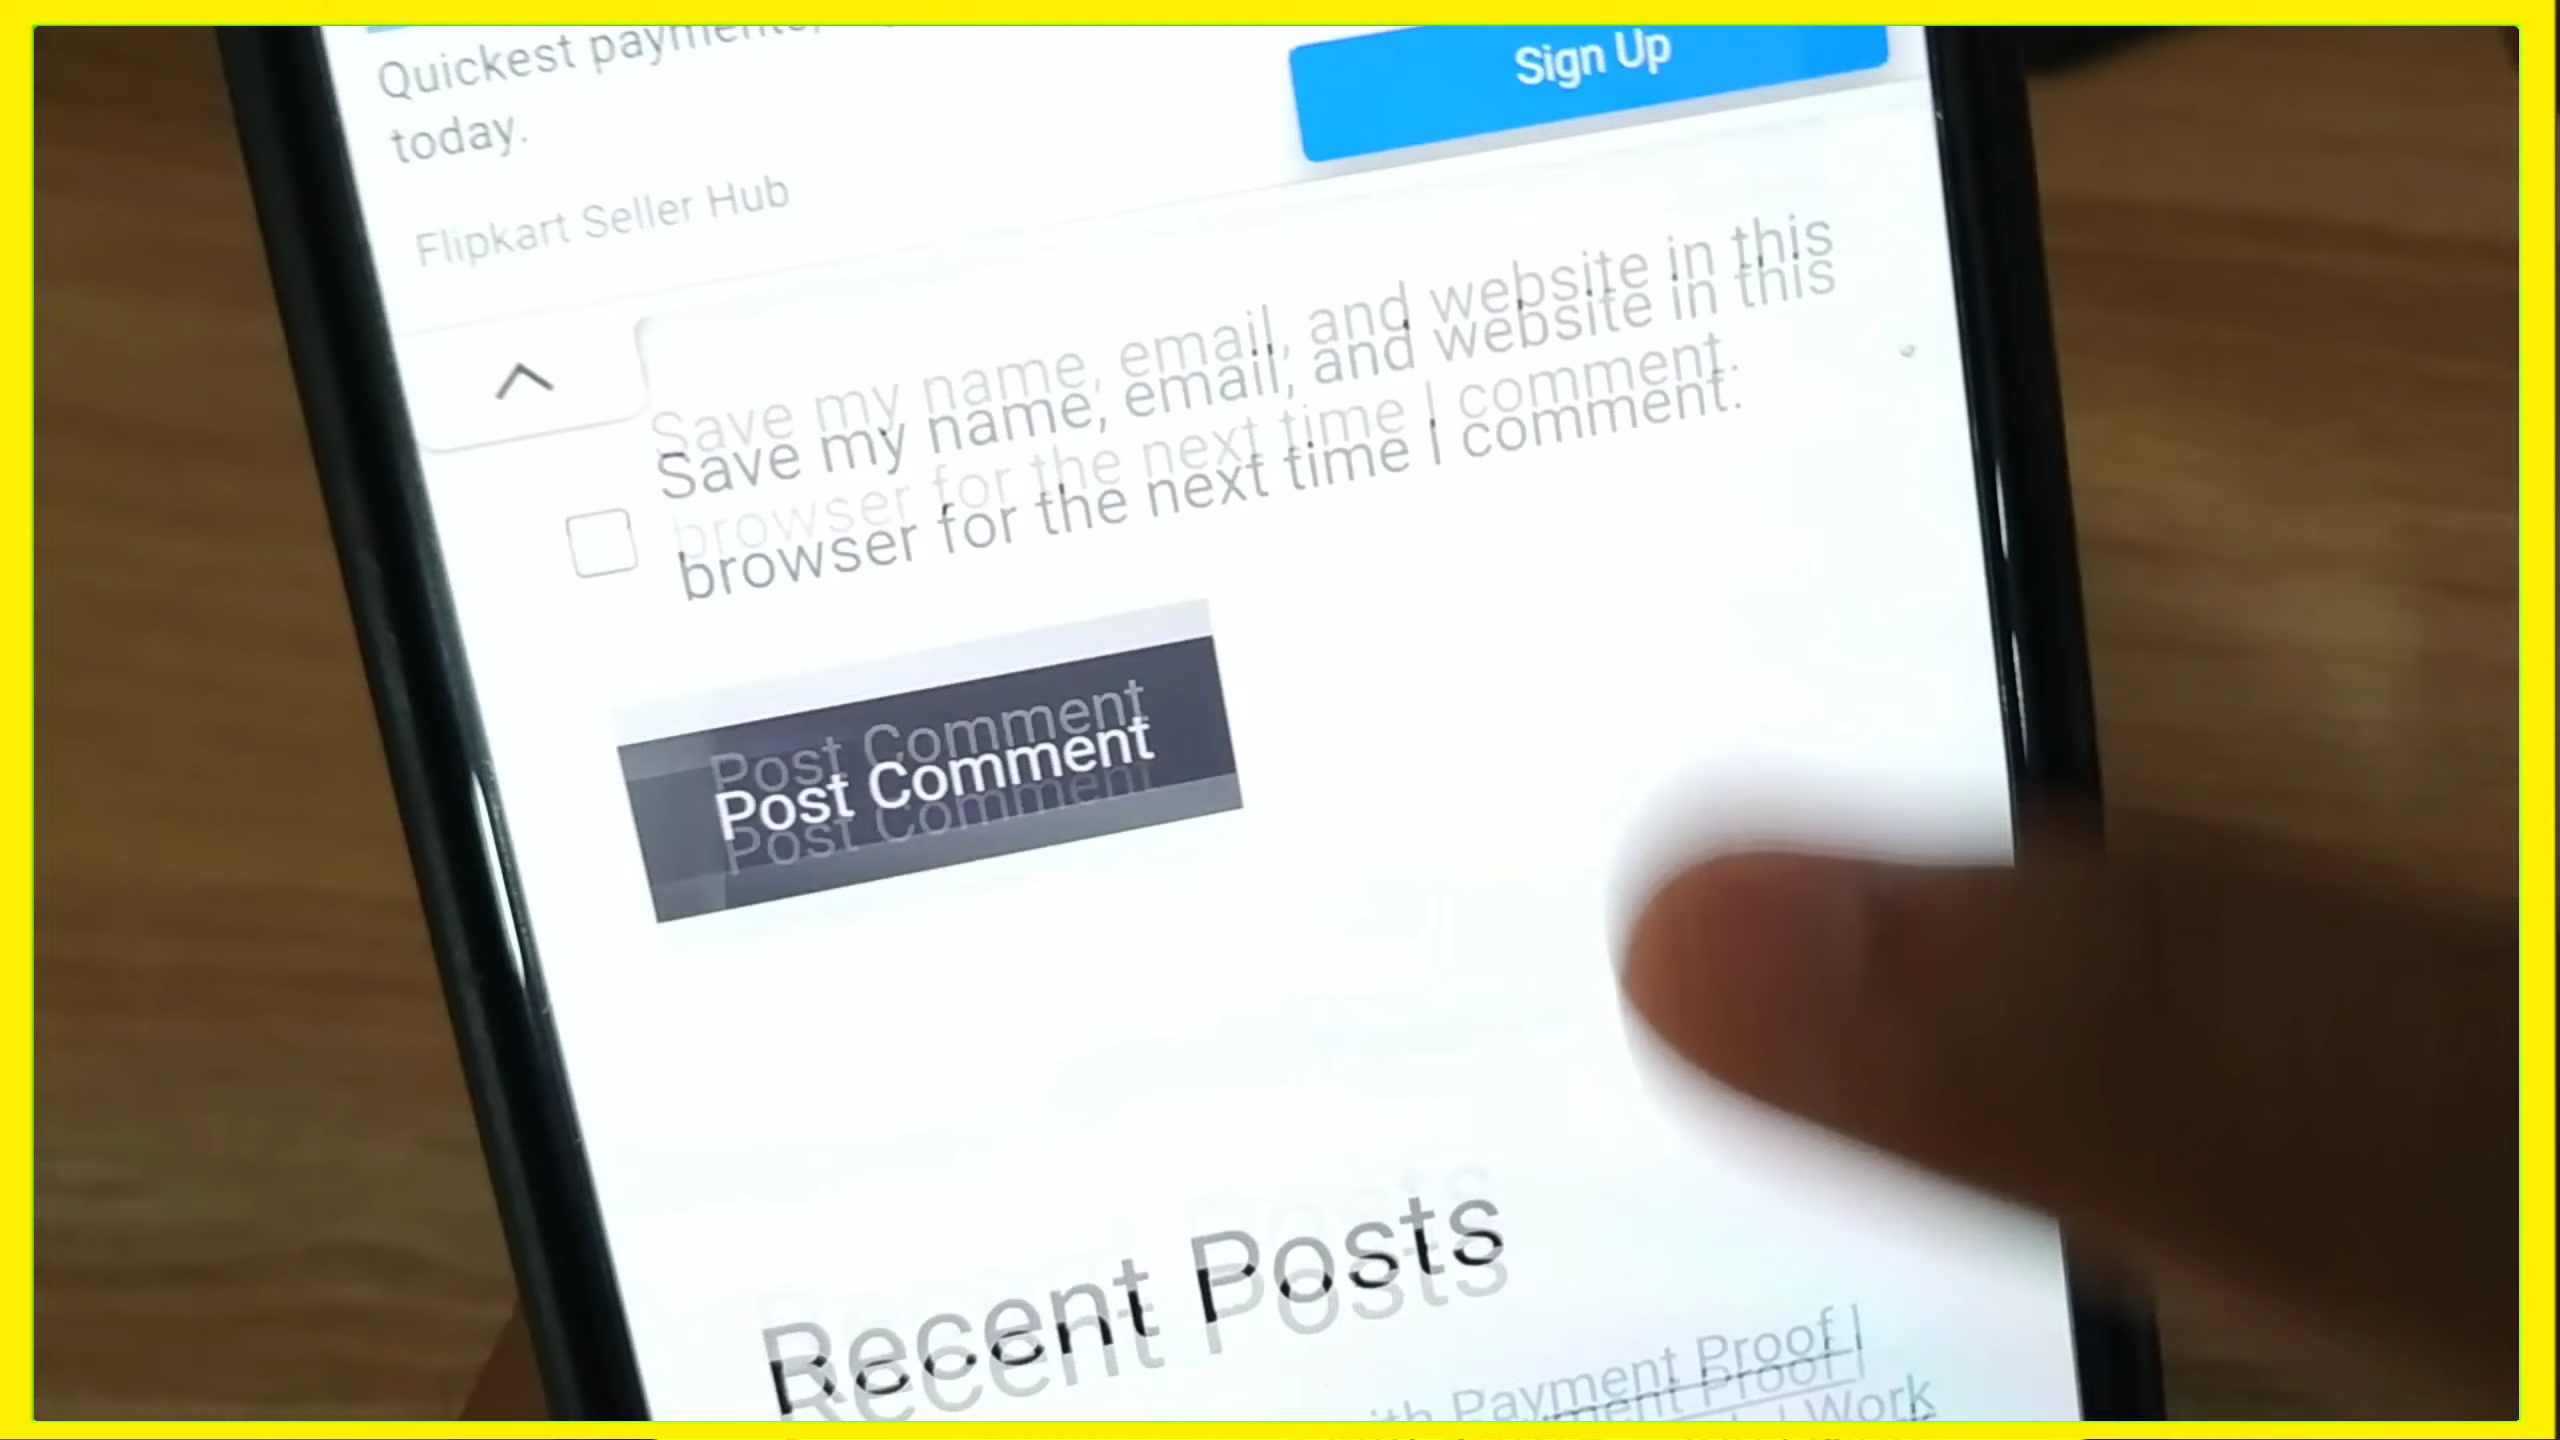 Quickest payments,
today.
Sign Up
Flipkart Seller Hub
Save my name, email, and website in this
browser for the next time I comment.
Post Comment
Recent Posts
Payment Proof |
| Work